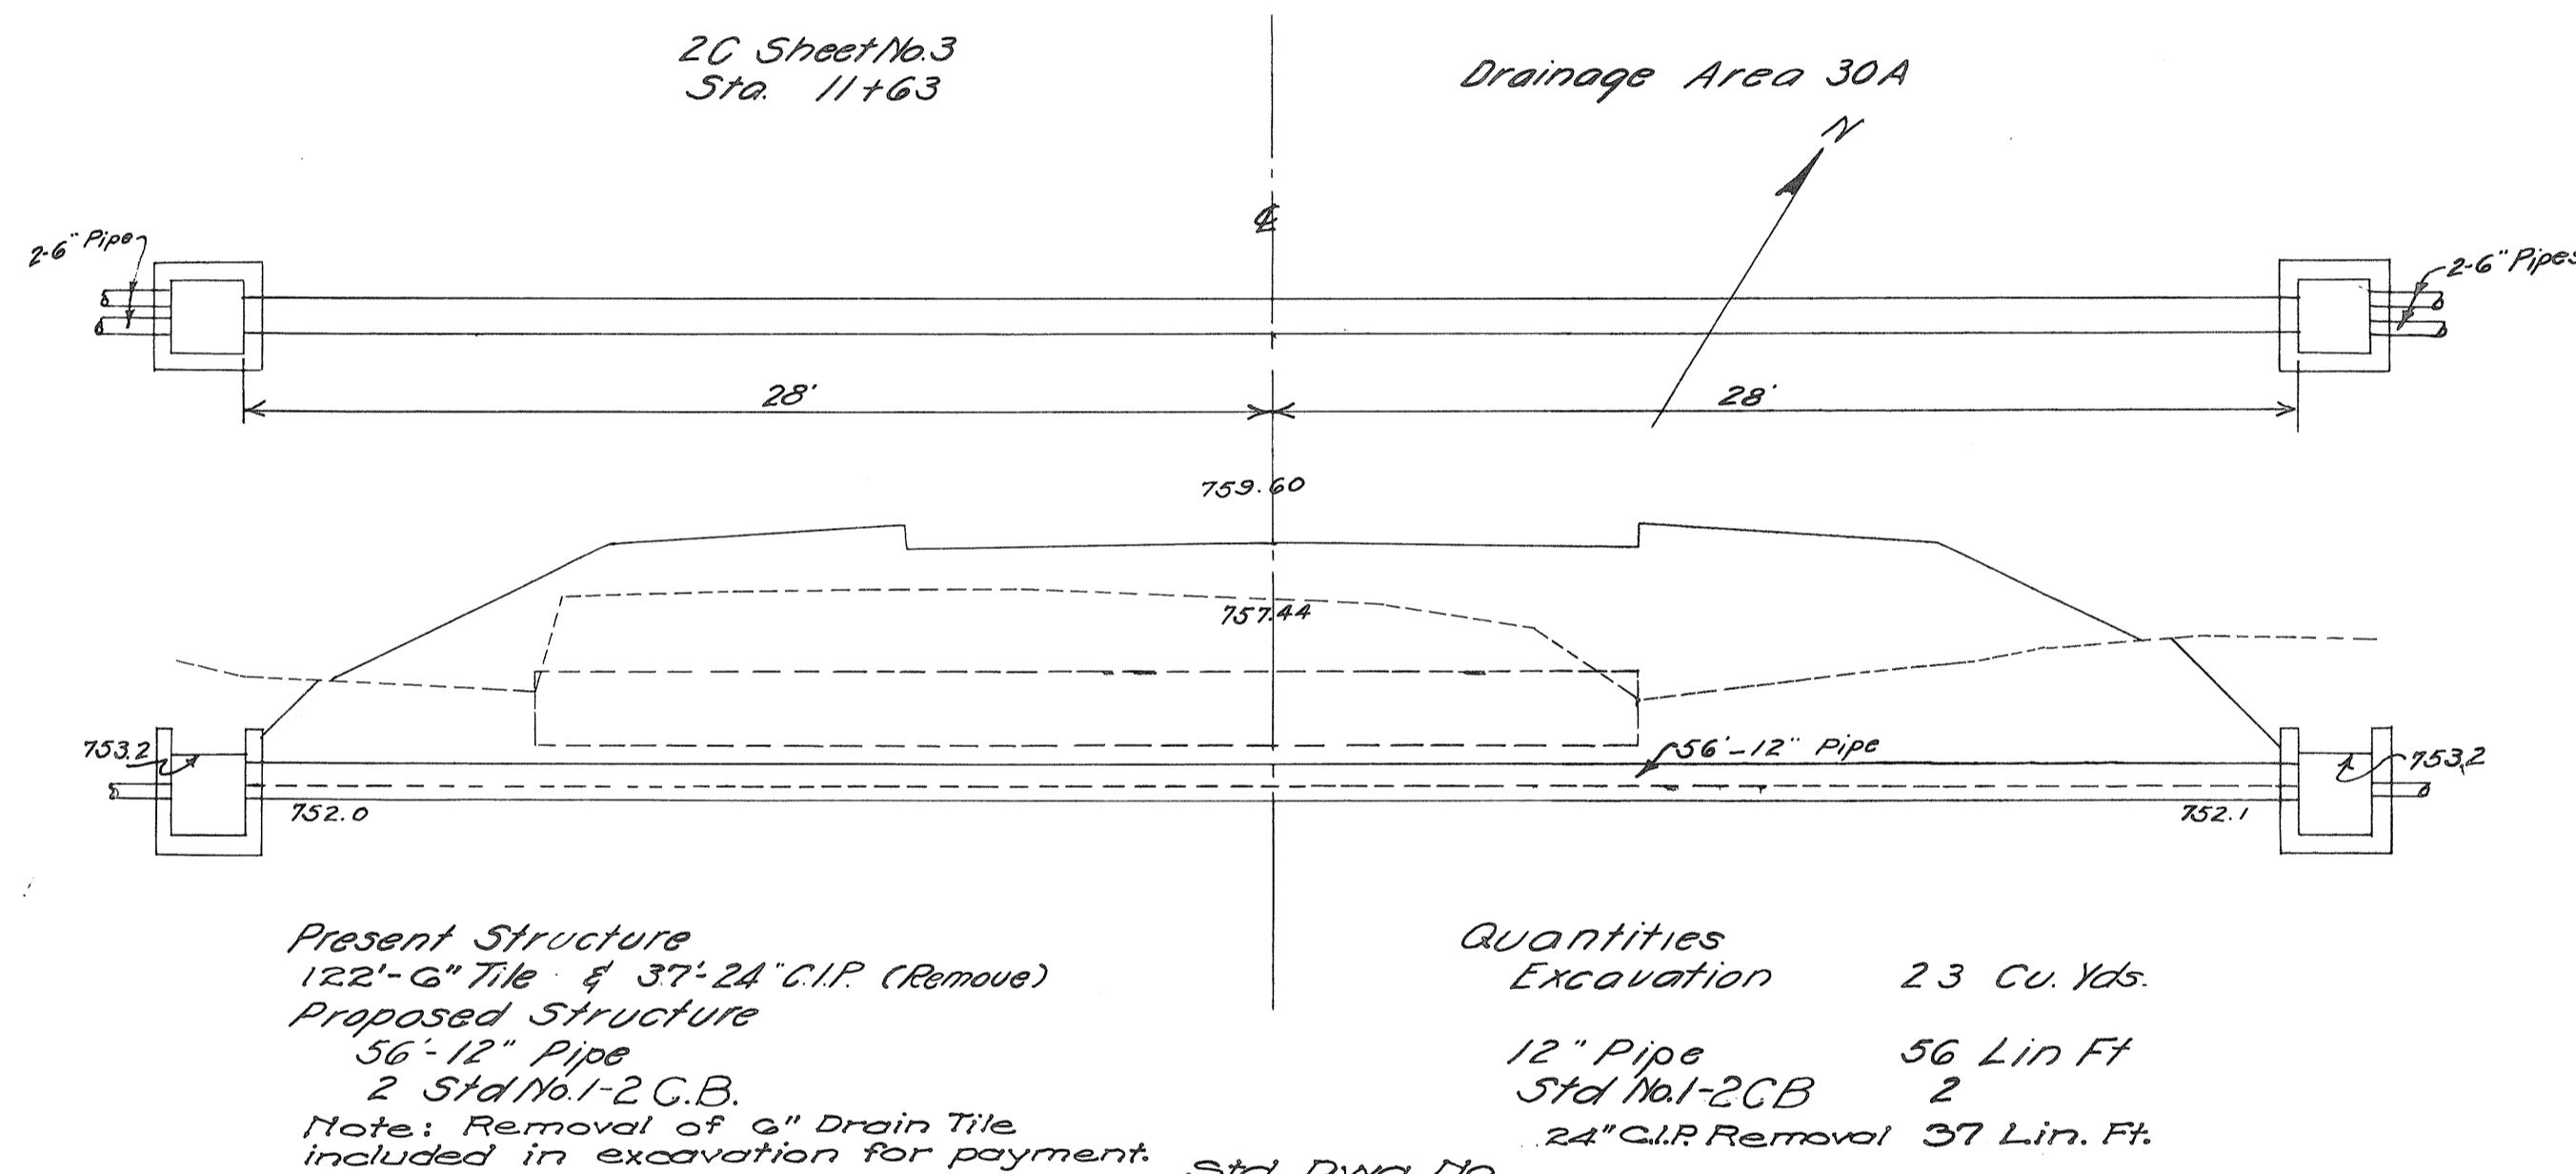 2C Sheet No.3
Sta. 11+63
Drainage Area 30A
N
℄
2-6" Pipe
2-6" Pipes
28'
28'
759.60
757.44
753.2
56'-12" Pipe
753.2
752.0
752.1
Present Structure
122'-6" Tile & 37'-24" C.I.P. (Remove)
Proposed Structure
56'-12" Pipe
2 Std No.1-2 C.B.
Note: Removal of 6" Drain Tile
included in excavation for payment.
Quantities
Excavation 23 Cu. Yds.
12" Pipe 56 Lin Ft
Std No.1-2CB 2
24" C.I.P. Removal 37 Lin. Ft.
Std. Dwg. No.